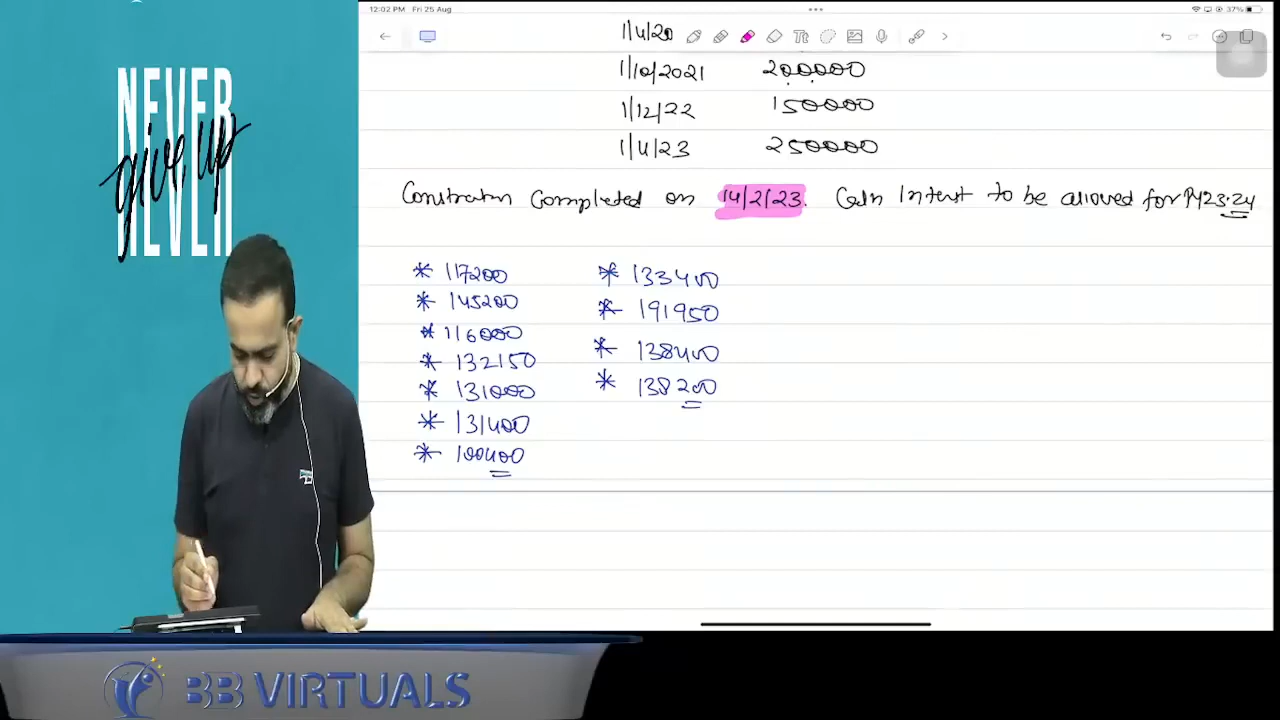 12:02 PM Fri 25 Aug
37%
NEVER
give up
NEVER
1/4/20
1/10/2021 200000
1/12/22 150000
1/4/23 250000
Construction Completed on 14/2/23. Caln Interest to be allowed for PY23.24
* 117200 * 133400
* 145200 * 191950
* 116000 * 138400
* 132150 * 138200
* 131000
* 131400
* 100400
BB VIRTUALS